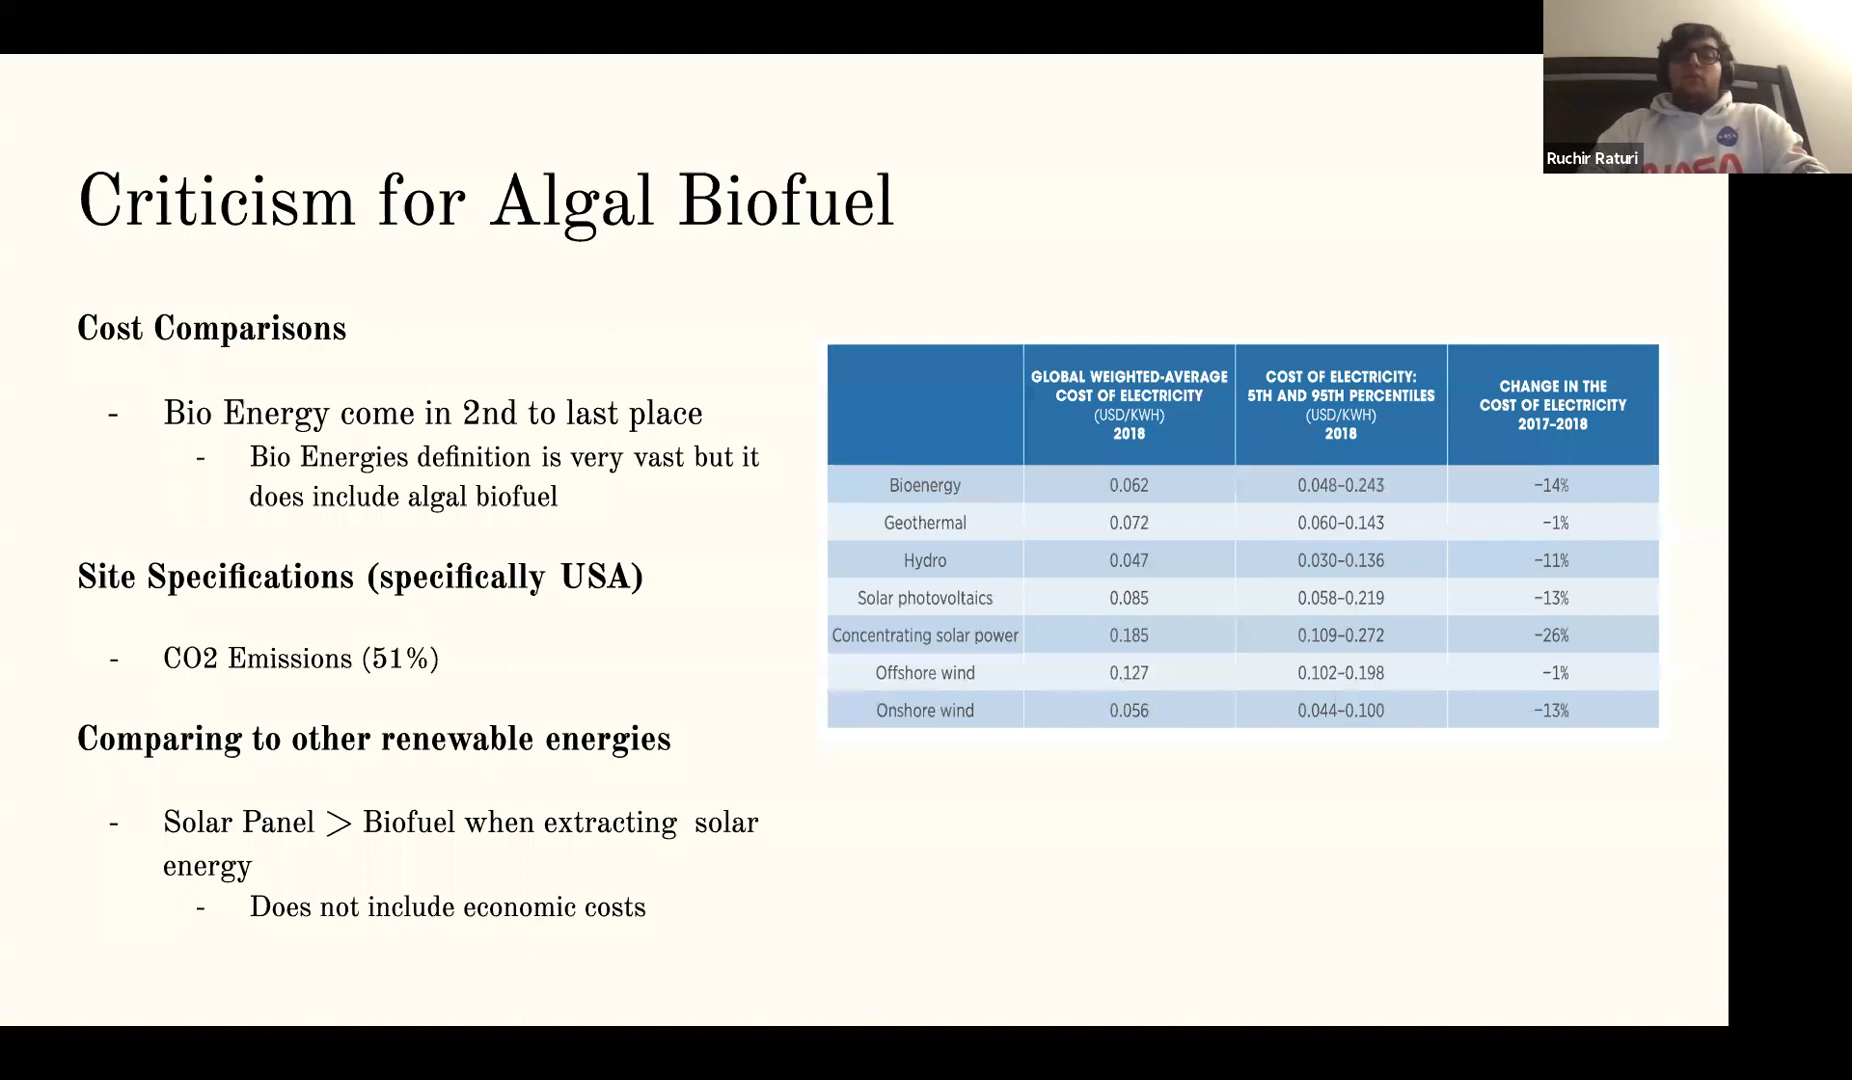 Ruchir Raturi
NASA
Criticism for Algal Biofuel
Cost Comparisons
- Bio Energy come in 2nd to last place
- Bio Energies definition is very vast but it
does include algal biofuel
Site Specifications (specifically USA)
- CO2 Emissions (51%)
Comparing to other renewable energies
- Solar Panel > Biofuel when extracting solar
energy
- Does not include economic costs
GLOBAL WEIGHTED-AVERAGE
COST OF ELECTRICITY
(USD/KWH)
2018
COST OF ELECTRICITY:
5TH AND 95TH PERCENTILES
(USD/KWH)
2018
CHANGE IN THE
COST OF ELECTRICITY
2017–2018
Bioenergy 0.062 0.048–0.243 –14%
Geothermal 0.072 0.060–0.143 –1%
Hydro 0.047 0.030–0.136 –11%
Solar photovoltaics 0.085 0.058–0.219 –13%
Concentrating solar power 0.185 0.109–0.272 –26%
Offshore wind 0.127 0.102–0.198 –1%
Onshore wind 0.056 0.044–0.100 –13%